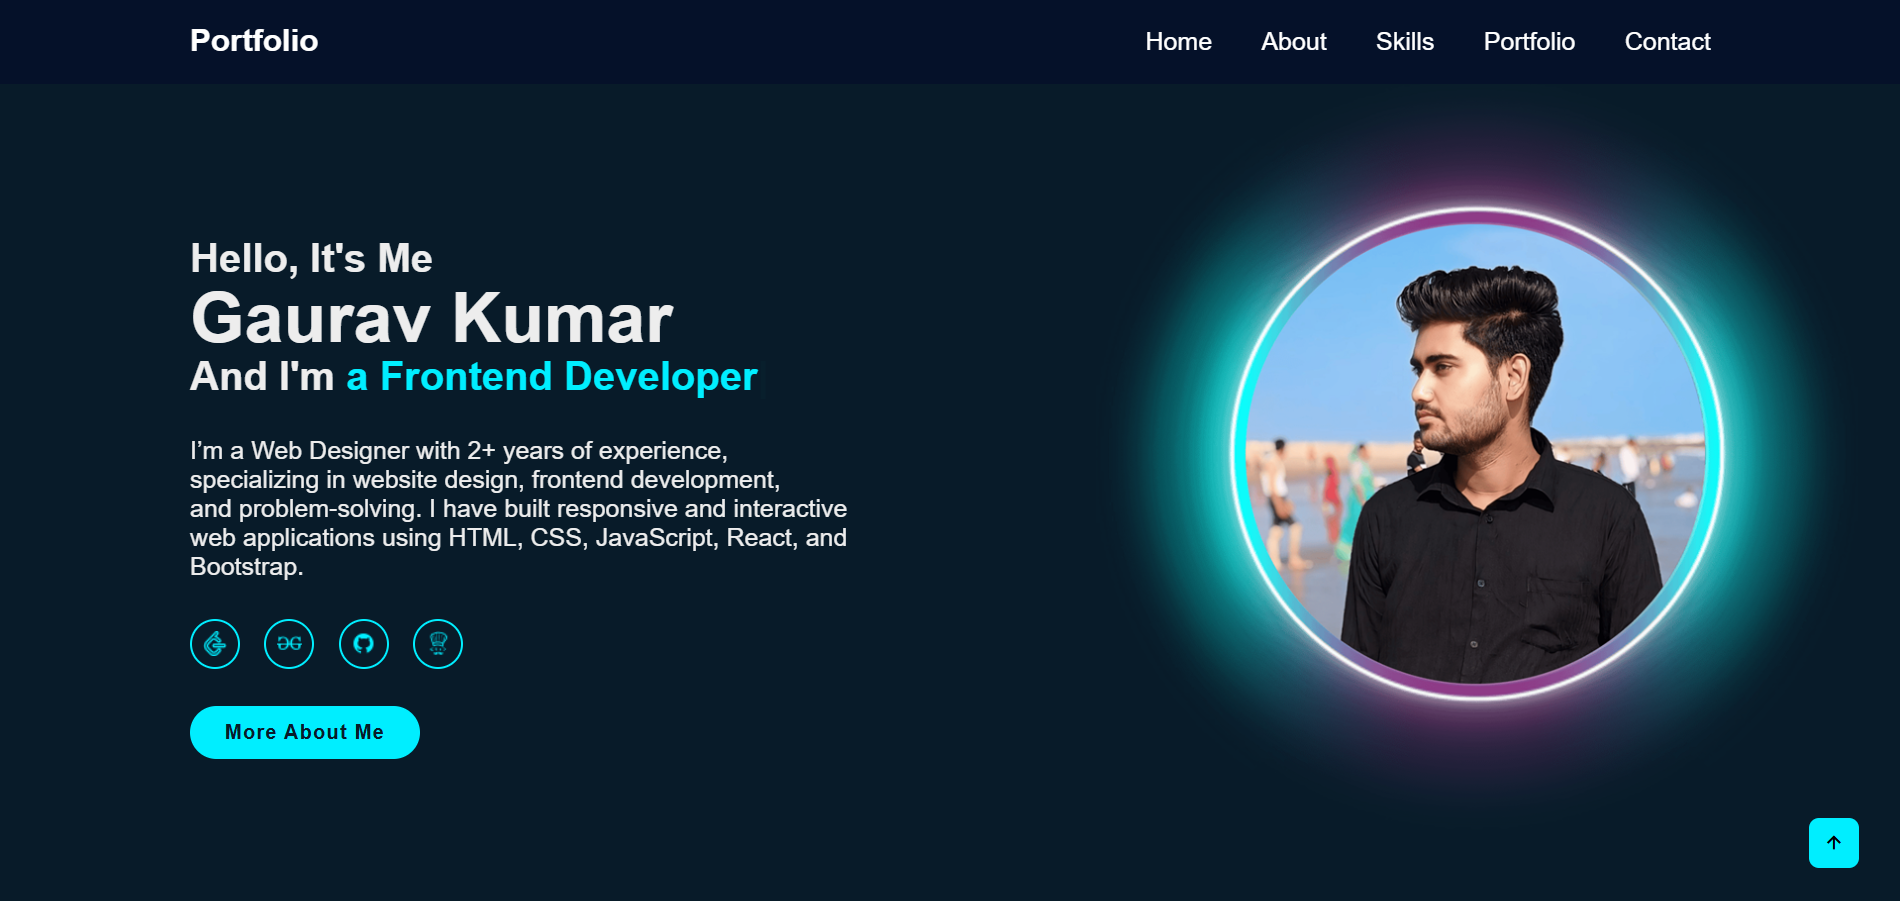 Portfolio
Home About Skills Portfolio Contact
Hello, It's Me
Gaurav Kumar
And I'm a Frontend Developer
I’m a Web Designer with 2+ years of experience,
specializing in website design, frontend development,
and problem-solving. I have built responsive and interactive
web applications using HTML, CSS, JavaScript, React, and
Bootstrap.
More About Me